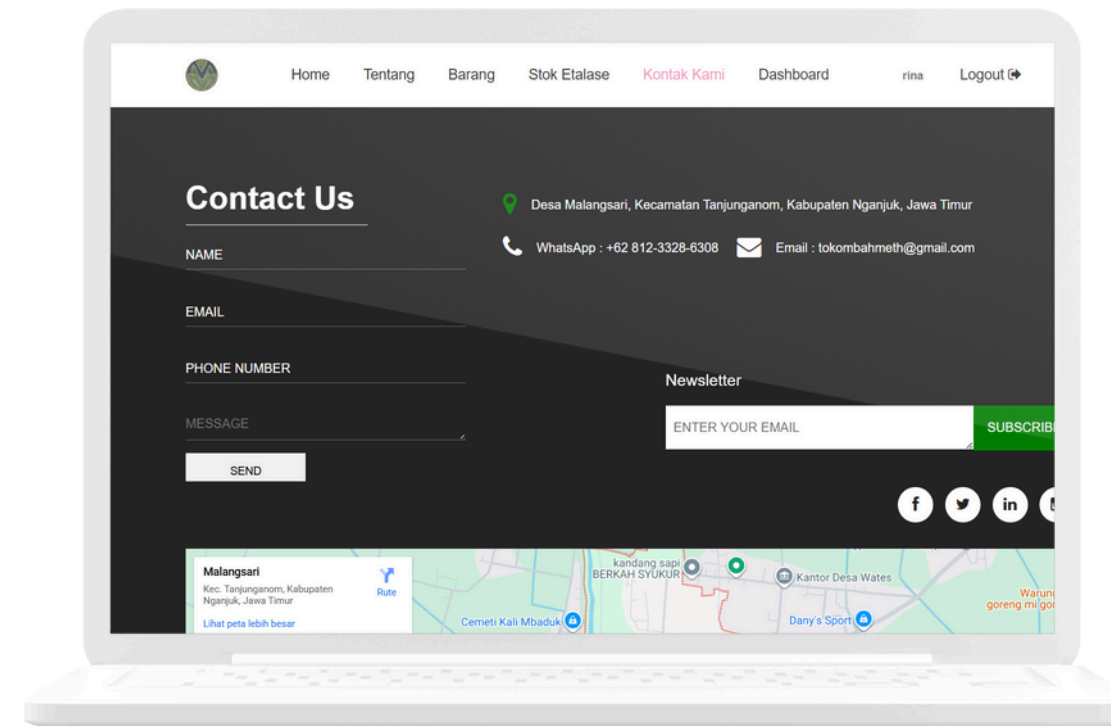 Home Tentang Barang Stok Etalase Kontak Kami Dashboard rina Logout
Contact Us
Desa Malangsari, Kecamatan Tanjunganom, Kabupaten Nganjuk, Jawa Timur
WhatsApp : +62 812-3328-6308 Email : tokombahmeth@gmail.com
NAME
EMAIL
PHONE NUMBER
MESSAGE
SEND
Newsletter
ENTER YOUR EMAIL SUBSCRIBE
Malangsari
Kec. Tanjunganom, Kabupaten
Nganjuk, Jawa Timur
Lihat peta lebih besar
Rute
kandang sapi
BERKAH SYUKUR
Kantor Desa Wates
Cemeti Kali Mbaduk
Dany's Sport
Warung
goreng mi